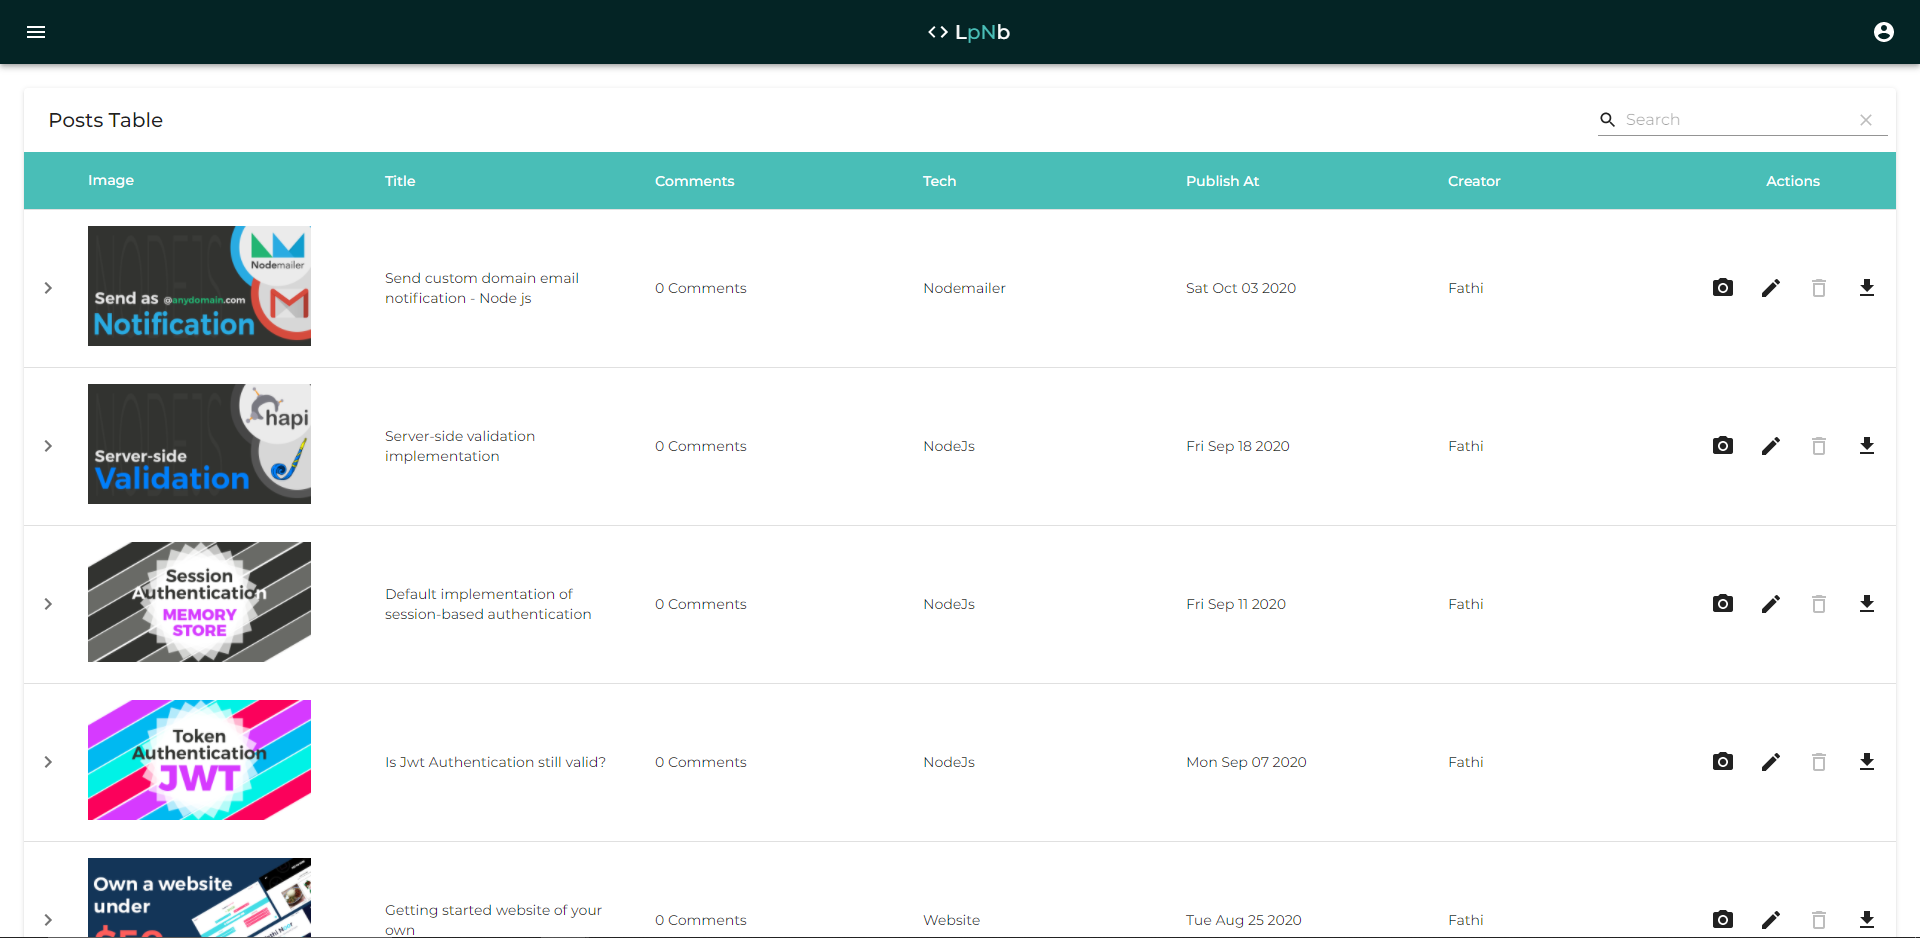 <> LpNb
Posts Table
Search
Image Title Comments Tech Publish At Creator Actions
Nodemailer
Send as @anydomain.com
Notification
Send custom domain email
notification - Node js
0 Comments
Nodemailer
Sat Oct 03 2020
Fathi
hapi
Server-side
Validation
Server-side validation
implementation
0 Comments
NodeJs
Fri Sep 18 2020
Fathi
Session
Authentication
MEMORY
STORE
Default implementation of
session-based authentication
0 Comments
NodeJs
Fri Sep 11 2020
Fathi
Token
Authentication
JWT
Is Jwt Authentication still valid?
0 Comments
NodeJs
Mon Sep 07 2020
Fathi
Own a website
under
$50
Getting started website of your
own
0 Comments
Website
Tue Aug 25 2020
Fathi